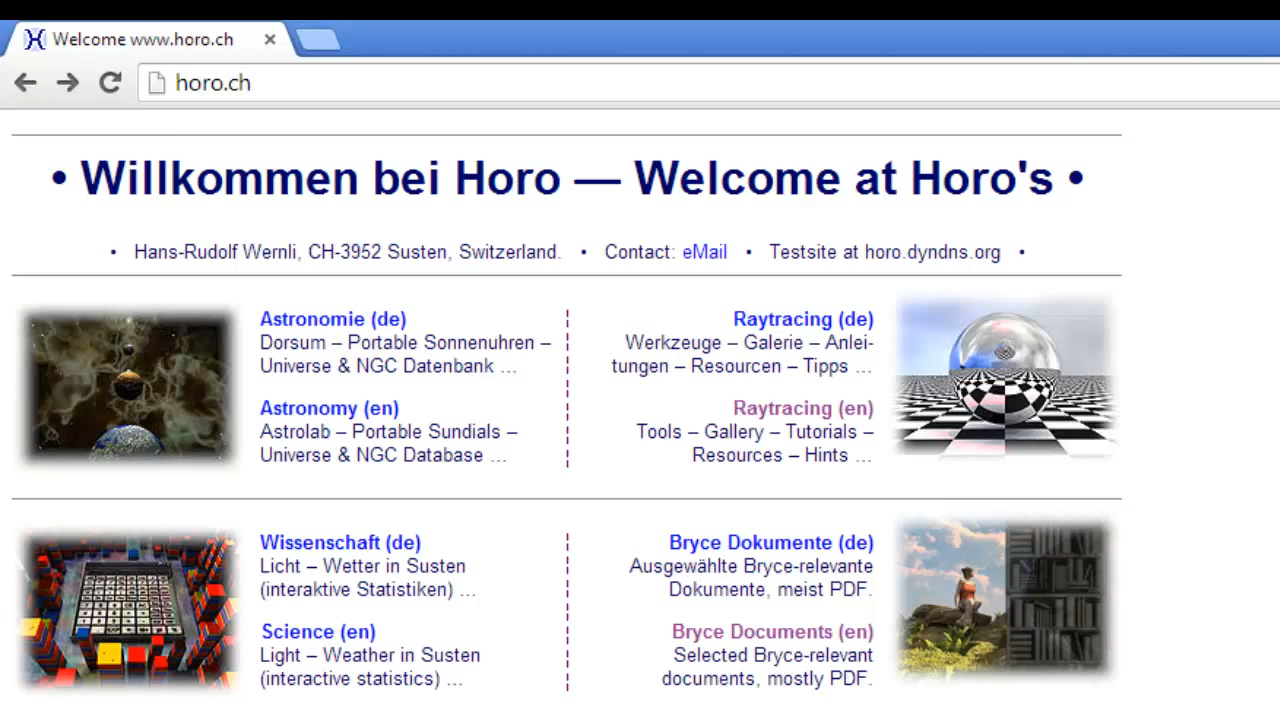 Welcome www.horo.ch
horo.ch
• Willkommen bei Horo — Welcome at Horo's •
• Hans-Rudolf Wernli, CH-3952 Susten, Switzerland. • Contact: eMail • Testsite at horo.dyndns.org •
Astronomie (de)
Dorsum – Portable Sonnenuhren –
Universe & NGC Datenbank ...
Astronomy (en)
Astrolab – Portable Sundials –
Universe & NGC Database ...
Raytracing (de)
Werkzeuge – Galerie – Anlei-
tungen – Resourcen – Tipps ...
Raytracing (en)
Tools – Gallery – Tutorials –
Resources – Hints ...
Wissenschaft (de)
Licht – Wetter in Susten
(interaktive Statistiken) ...
Science (en)
Light – Weather in Susten
(interactive statistics) ...
Bryce Dokumente (de)
Ausgewählte Bryce-relevante
Dokumente, meist PDF.
Bryce Documents (en)
Selected Bryce-relevant
documents, mostly PDF.